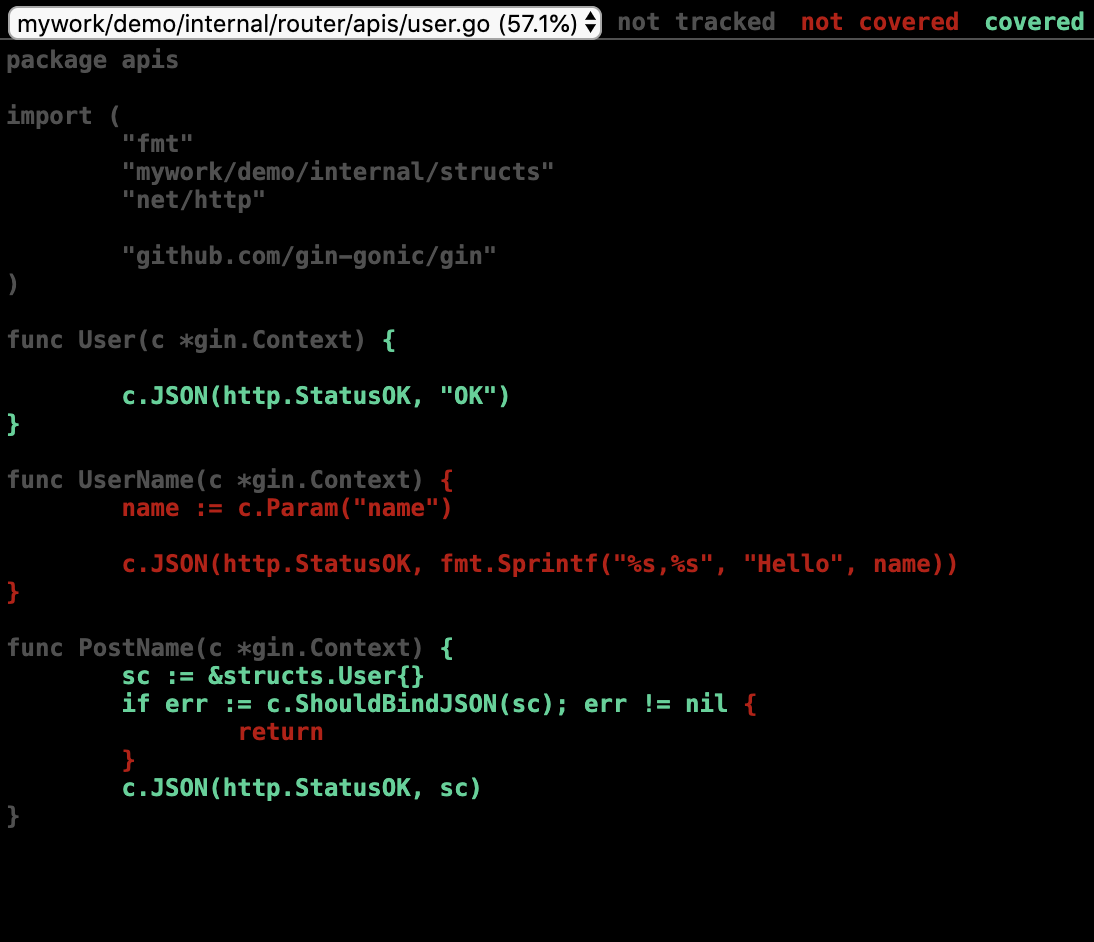 mywork/demo/internal/router/apis/user.go (57.1%) not tracked not covered covered
package apis
import (
"fmt"
"mywork/demo/internal/structs"
"net/http"
"github.com/gin-gonic/gin"
)
func User(c *gin.Context) {
c.JSON(http.StatusOK, "OK")
}
func UserName(c *gin.Context) {
name := c.Param("name")
c.JSON(http.StatusOK, fmt.Sprintf("%s,%s", "Hello", name))
}
func PostName(c *gin.Context) {
sc := &structs.User{}
if err := c.ShouldBindJSON(sc); err != nil {
return
}
c.JSON(http.StatusOK, sc)
}